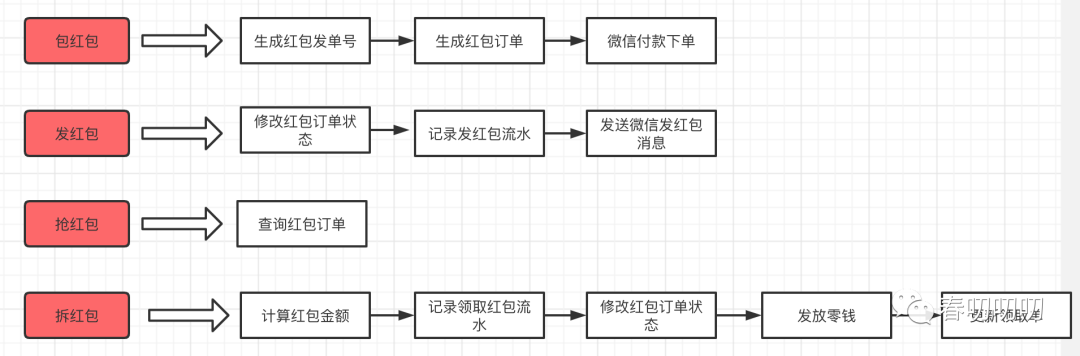 包红包
生成红包发单号
生成红包订单
微信付款下单
发红包
修改红包订单状
态
记录发红包流水
发送微信发红包
消息
抢红包
查询红包订单
拆红包
计算红包金额
记录领取红包流
水
修改红包订单状
态
发放零钱
更新领取单
春叨叨叨